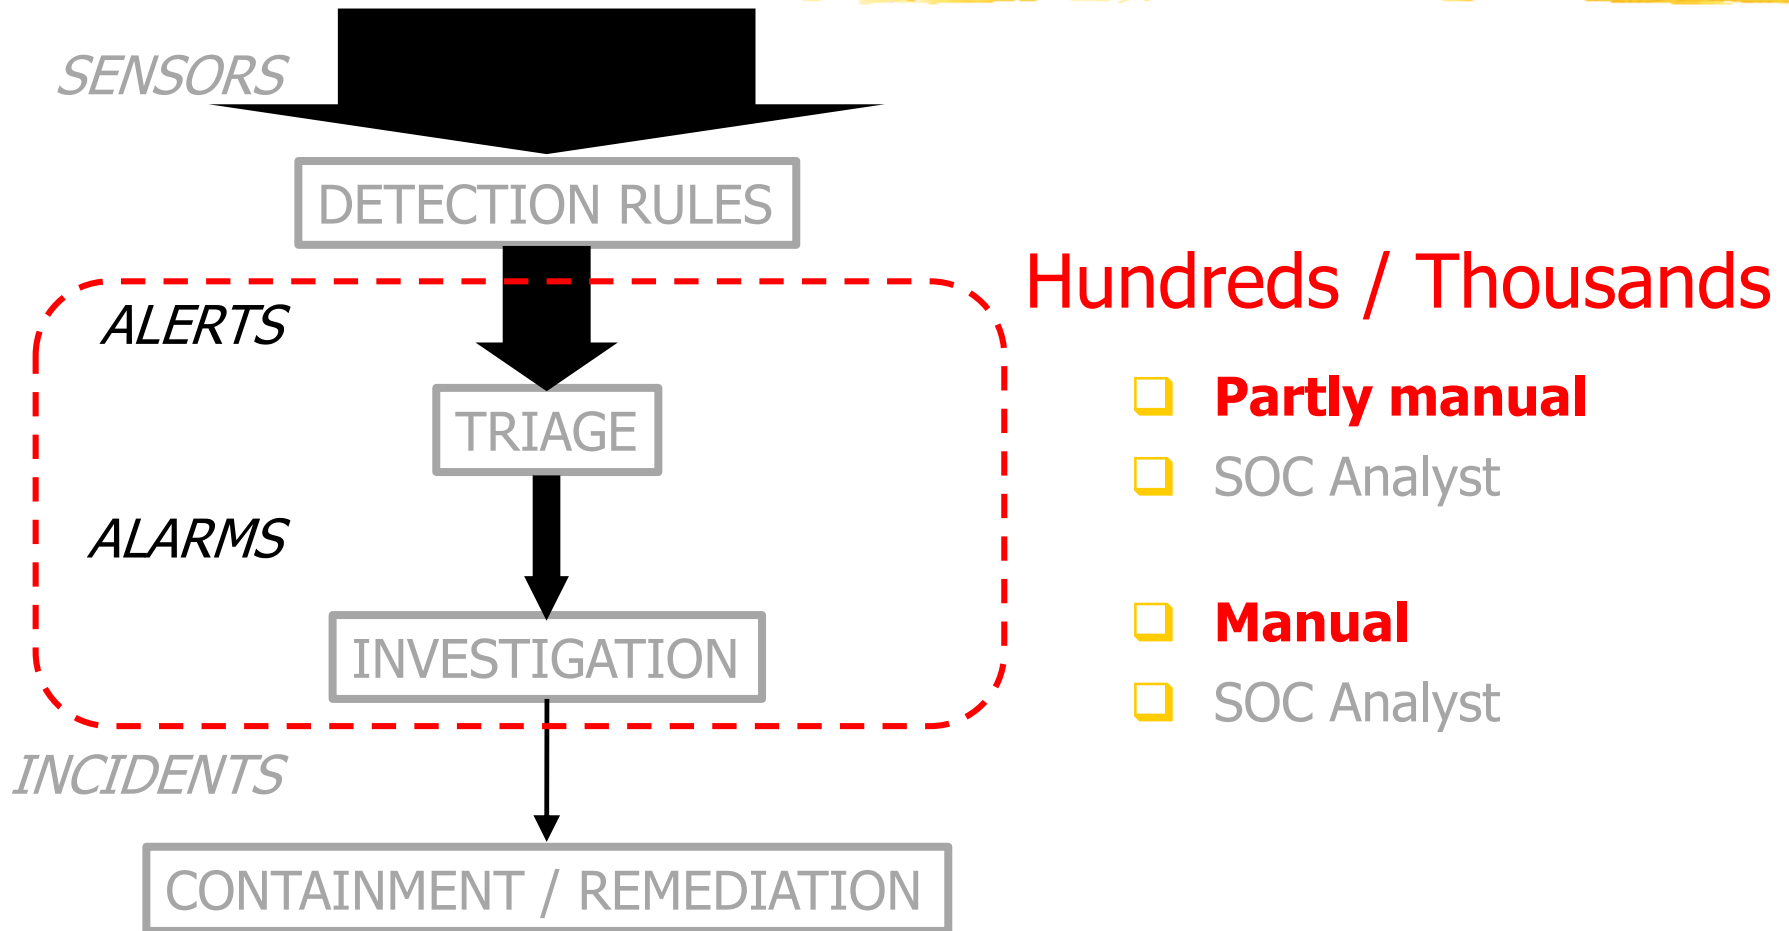 SENSORS
DETECTION RULES
Hundreds / Thousands
ALERTS
Partly manual
TRIAGE
SOC Analyst
ALARMS
Manual
INVESTIGATION
SOC Analyst
INCIDENTS
CONTAINMENT / REMEDIATION